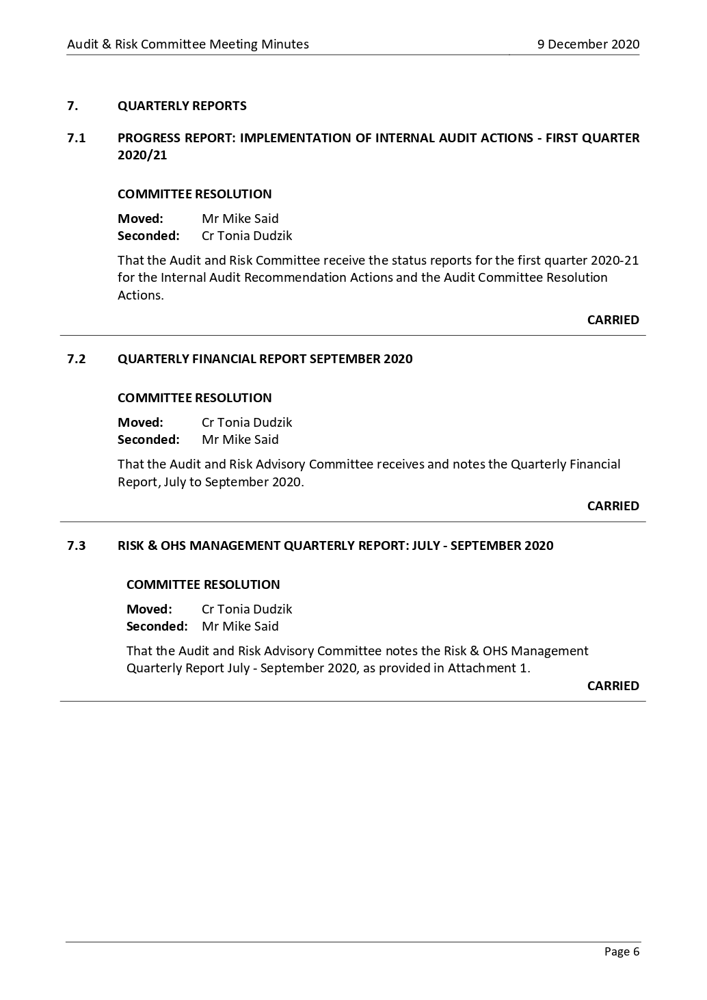 Audit & Risk Committee Meeting Minutes 9 December 2020
7. QUARTERLY REPORTS
7.1 PROGRESS REPORT: IMPLEMENTATION OF INTERNAL AUDIT ACTIONS - FIRST QUARTER
2020/21
COMMITTEE RESOLUTION
Moved: Mr Mike Said
Seconded: Cr Tonia Dudzik
That the Audit and Risk Committee receive the status reports for the first quarter 2020-21
for the Internal Audit Recommendation Actions and the Audit Committee Resolution
Actions.
CARRIED
7.2 QUARTERLY FINANCIAL REPORT SEPTEMBER 2020
COMMITTEE RESOLUTION
Moved: Cr Tonia Dudzik
Seconded: Mr Mike Said
That the Audit and Risk Advisory Committee receives and notes the Quarterly Financial
Report, July to September 2020.
CARRIED
7.3 RISK & OHS MANAGEMENT QUARTERLY REPORT: JULY - SEPTEMBER 2020
COMMITTEE RESOLUTION
Moved: Cr Tonia Dudzik
Seconded: Mr Mike Said
That the Audit and Risk Advisory Committee notes the Risk & OHS Management
Quarterly Report July - September 2020, as provided in Attachment 1.
CARRIED
Page 6